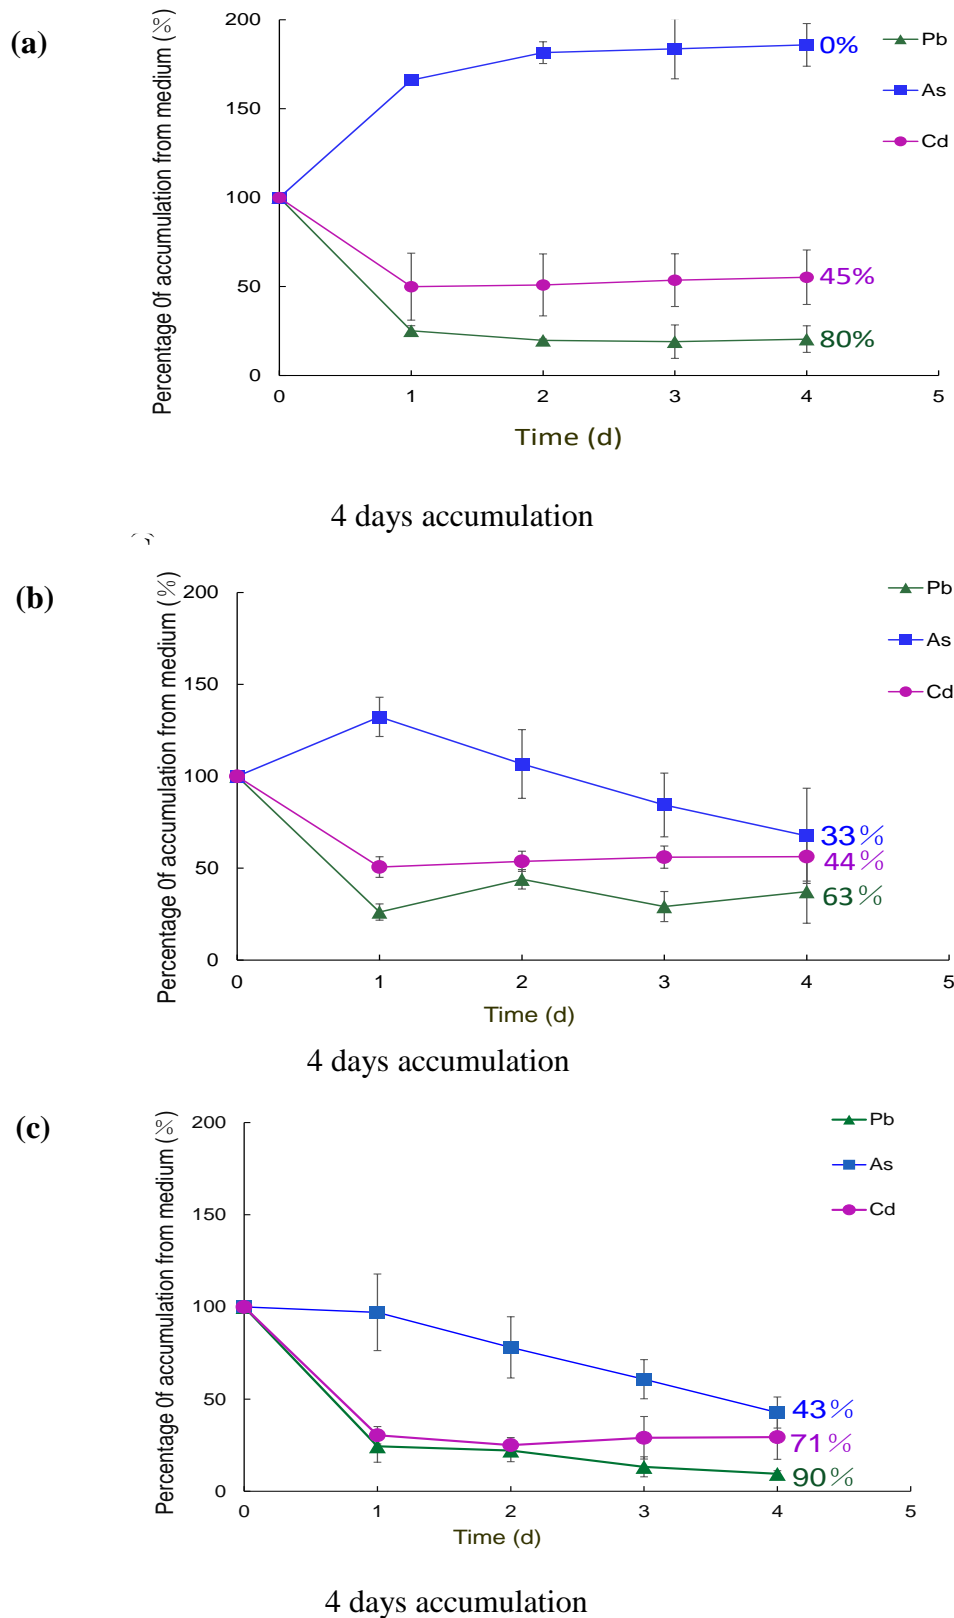 (a)
Percentage 0f accumulation from medium (%)
200
150
100
50
0
0 1 2 3 4 5
Time (d)
Pb
As
Cd
0%
45%
80%
4 days accumulation
(b)
Percentage 0f accumulation from medium (%)
200
150
100
50
0
0 1 2 3 4 5
Time (d)
Pb
As
Cd
33%
44%
63%
4 days accumulation
(c)
Percentage 0f accumulation from medium (%)
200
150
100
50
0
0 1 2 3 4 5
Time (d)
Pb
As
Cd
43%
71%
90%
4 days accumulation